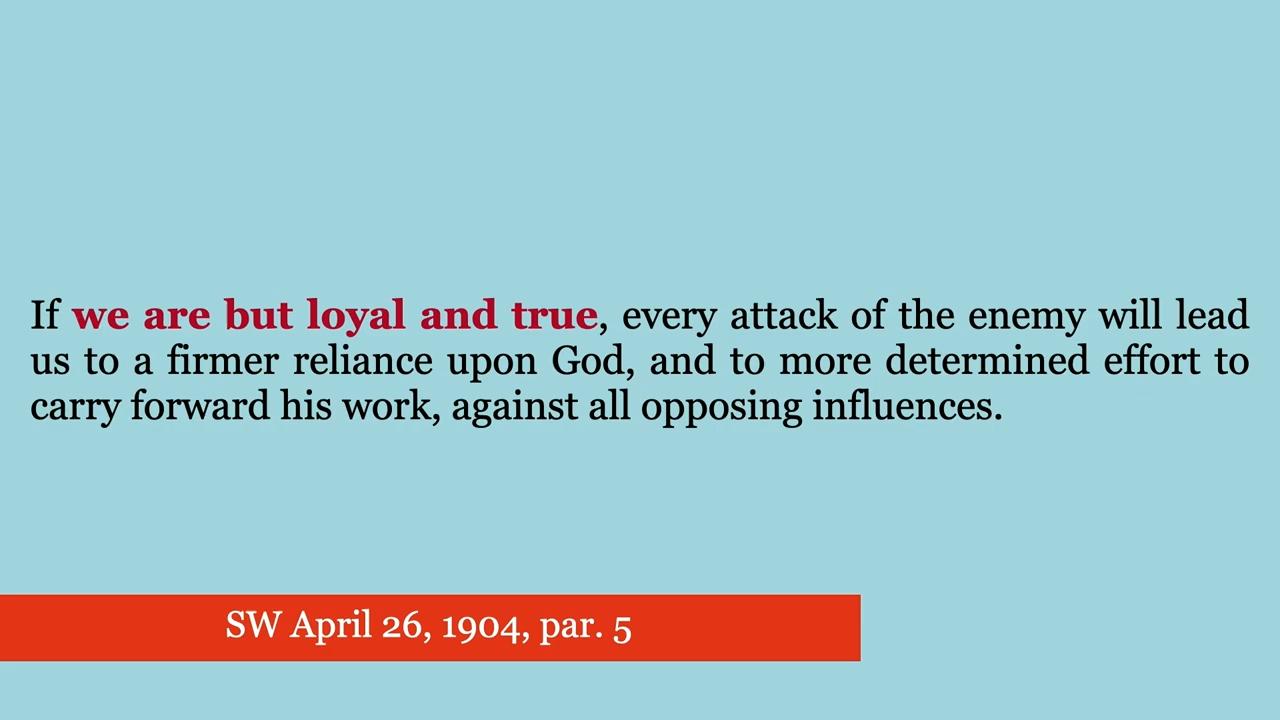 If we are but loyal and true, every attack of the enemy will lead
us to a firmer reliance upon God, and to more determined effort to
carry forward his work, against all opposing influences.
SW April 26, 1904, par. 5